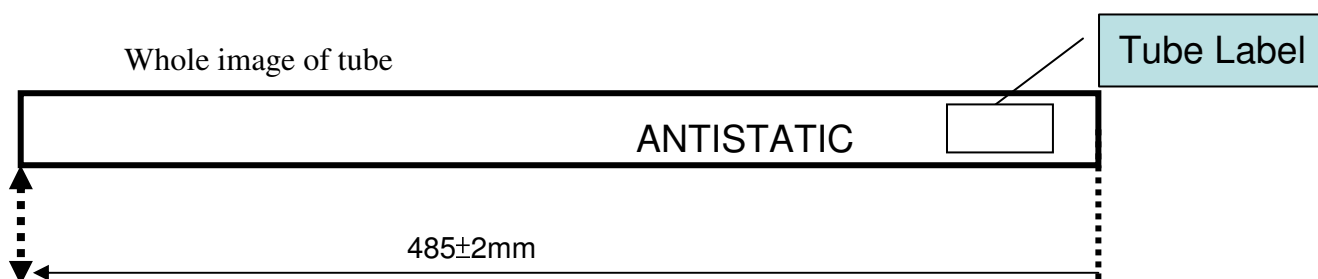 Tube Label
Whole image of tube
ANTISTATIC
485±2mm